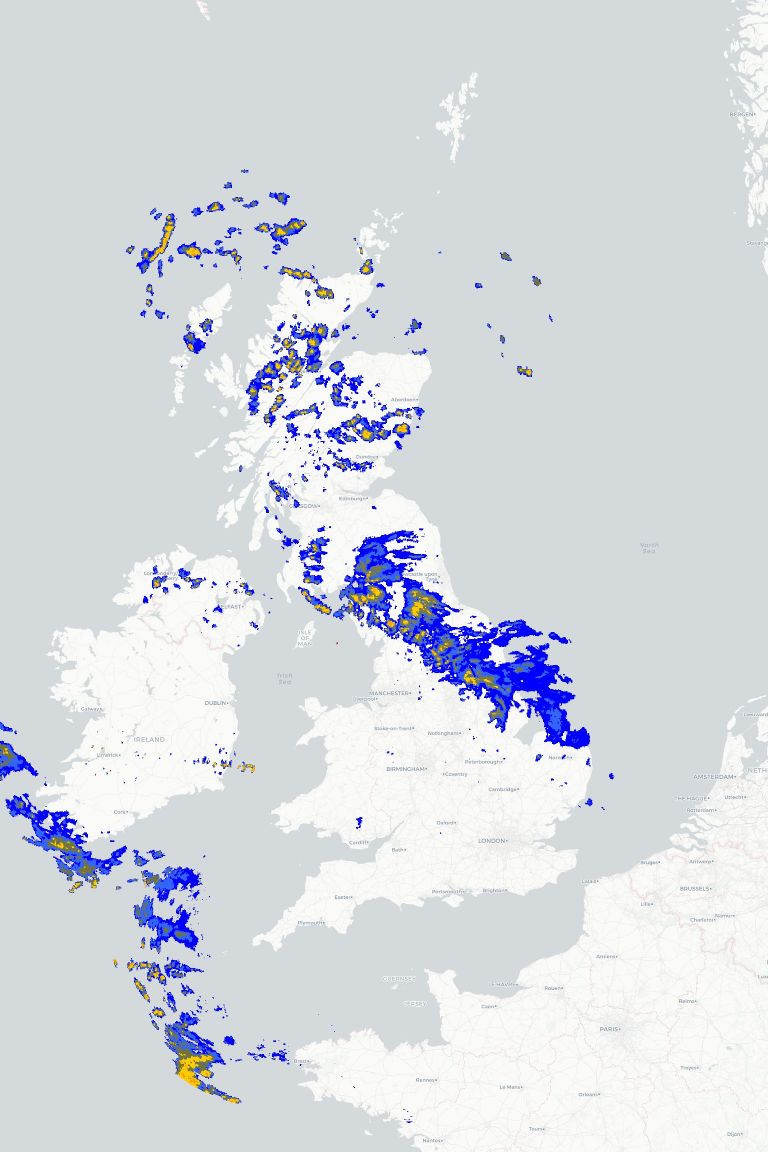 BERGEN
Aberdeen
Dundee
Edinburgh
GLASGOW
North
Sea
Londonderry
castle upon
Tyne
BELFAST
ISLE
OF
MAN
Irish
Sea
MANCHESTER
Liverpool
DUBLIN
Galway
Stoke-on-Trent
Nottingham
IRELAND
Limerick
Peterborough
Norwich
BIRMINGHAM
Coventry
AMSTERDAM
NETH
Cambridge
THE HAGUE
Utrecht
Rotterdam
Cork
Oxford
Cardiff
Bath
LONDON
Bruges
Antwerp
Calais
BRUSSELS
Portsmouth
Brighton
Exeter
Lille
Namur
Charleroi
Plymouth
Amiens
GUERNSEY
LE HAVRE
Rouen
JERSEY
Caen
Reims
PARIS
Brest
Troyes
Rennes
Le Mans
Orléans
Tours
Dijon
Nantes